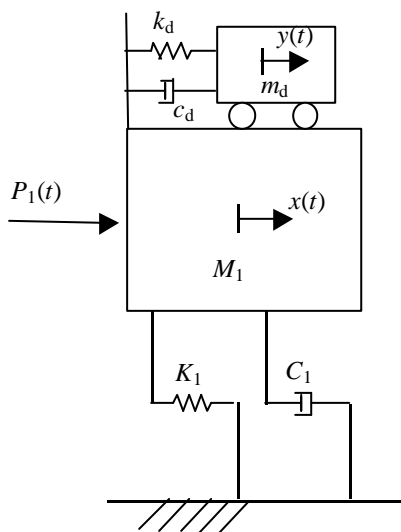 k_d
y(t)
m_d
c_d
P_1(t)
x(t)
M_1
K_1
C_1